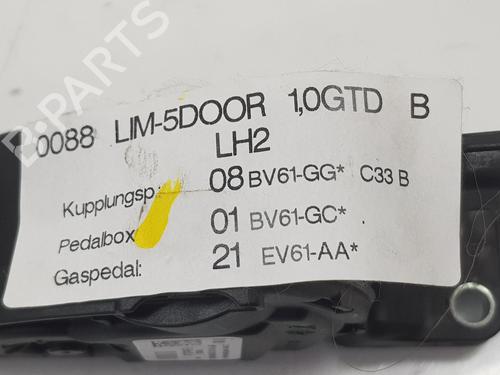 B-PARTS
0088 LIM-5DOOR 1,0GTD B
LH2
Kupplungsp.: 08 BV61-GG* C33 B
Pedalbox 01 BV61-GC*
Gaspedal: 21 EV61-AA*